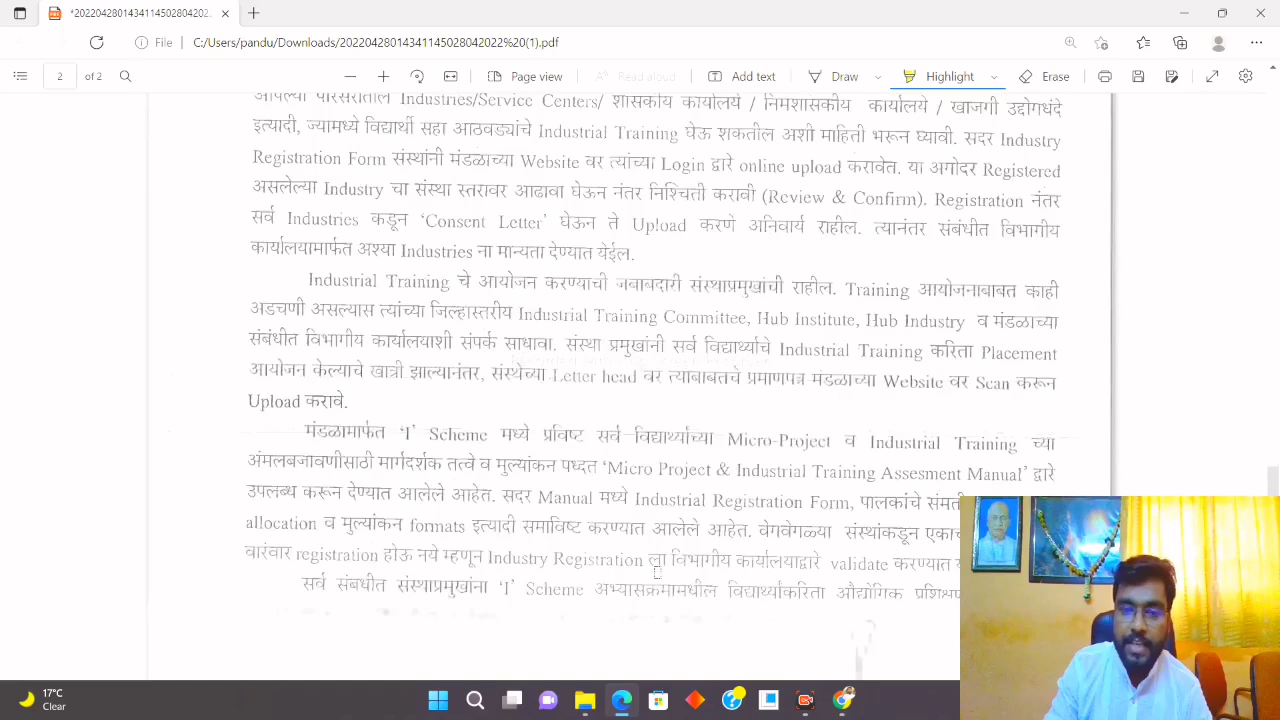 *20220428014341145028042022.
File
C:/Users/pandu/Downloads/20220428014341145028042022%20(1).pdf
2 of 2
Page view
Read aloud
Add text
Draw
Highlight
Erase
आपल्या परिसरातील Industries/Service Centers/ शासकीय कार्यालये / निमशासकीय कार्यालये / खाजगी उद्दोगधंदे
इत्यादी, ज्यामध्ये विद्यार्थी सहा आठवड्यांचे Industrial Training घेऊ शकतील अशी माहिती भरून घ्यावी. सदर Industry
Registration Form संस्थांनी मंडळाच्या Website वर त्यांच्या Login द्वारे online upload करावेत. या अगोदर Registered
असलेल्या Industry चा संस्था स्तरावर आढावा घेऊन नंतर निश्चिती करावी (Review & Confirm). Registration नंतर
सर्व Industries कडून ‘Consent Letter’ घेऊन ते Upload करणे अनिवार्य राहील. त्यानंतर संबंधीत विभागीय
कार्यालयामार्फत अश्या Industries ना मान्यता देण्यात येईल.
Industrial Training चे आयोजन करण्याची जवाबदारी संस्थाप्रमुखांची राहील. Training आयोजनाबाबत काही
अडचणी असल्यास त्यांच्या जिल्हास्तरीय Industrial Training Committee, Hub Institute, Hub Industry व मंडळाच्या
संबंधीत विभागीय कार्यालयाशी संपर्क साधावा. संस्था प्रमुखांनी सर्व विद्यार्थ्यांचे Industrial Training करिता Placement
आयोजन केल्याचे खात्री झाल्यानंतर, संस्थेच्या Letter head वर त्याबाबतचे प्रमाणपत्र मंडळाच्या Website वर Scan करून
Upload करावे.
मंडळामार्फत ‘I’ Scheme मध्ये प्रविष्ट सर्व विद्यार्थ्यांच्या Micro-Project व Industrial Training च्या
अंमलबजावणीसाठी मार्गदर्शक तत्वे व मुल्यांकन पध्दत ‘Micro Project & Industrial Training Assesment Manual’ द्वारे
उपलब्ध करून देण्यात आलेले आहेत. सदर Manual मध्ये Industrial Registration Form, पालकांचे
allocation व मुल्यांकन formats इत्यादी समाविष्ट करण्यात आलेले आहेत. वेगवेगळ्या संस्थांकडून
वारंवार registration होऊ नये म्हणून Industry Registration ला विभागीय कार्यालयाद्वारे validate करण्यात
सर्व संबंधीत संस्थाप्रमुखांना ‘I’ Scheme अभ्यासक्रमामधील विद्यार्थ्यांकरिता औद्योगिक
17°C
Clear